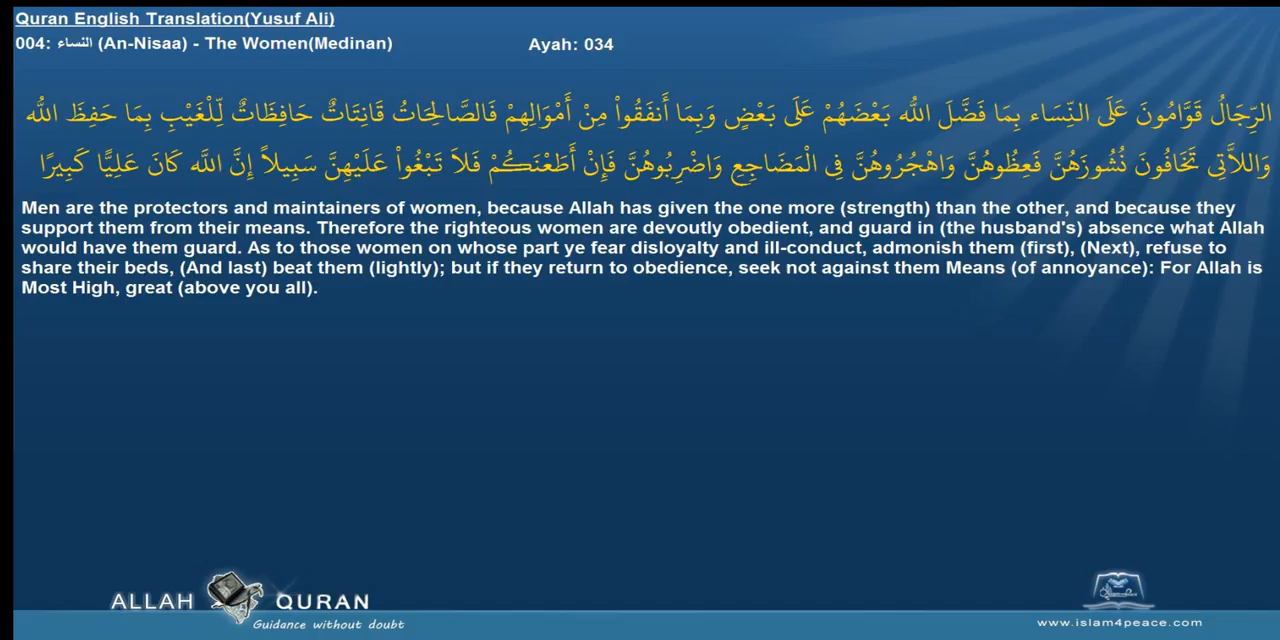 Quran English Translation(Yusuf Ali)
004: النساء (An-Nisaa) - The Women(Medinan) Ayah: 034
الرِّجَالُ قَوَّامُونَ عَلَى النِّسَاء بِمَا فَضَّلَ اللّهُ بَعْضَهُمْ عَلَى بَعْضٍ وَبِمَا أَنفَقُواْ مِنْ أَمْوَالِهِمْ فَالصَّالِحَاتُ قَانِتَاتٌ حَافِظَاتٌ لِّلْغَيْبِ بِمَا حَفِظَ اللّهُ
وَاللاَّتِي تَخَافُونَ نُشُوزَهُنَّ فَعِظُوهُنَّ وَاهْجُرُوهُنَّ فِي الْمَضَاجِعِ وَاضْرِبُوهُنَّ فَإِنْ أَطَعْنَكُمْ فَلاَ تَبْغُواْ عَلَيْهِنَّ سَبِيلاً إِنَّ اللّهَ كَانَ عَلِيًّا كَبِيرًا
Men are the protectors and maintainers of women, because Allah has given the one more (strength) than the other, and because they
support them from their means. Therefore the righteous women are devoutly obedient, and guard in (the husband's) absence what Allah
would have them guard. As to those women on whose part ye fear disloyalty and ill-conduct, admonish them (first), (Next), refuse to
share their beds, (And last) beat them (lightly); but if they return to obedience, seek not against them Means (of annoyance): For Allah is
Most High, great (above you all).
ALLAH QURAN
Guidance without doubt
www.islam4peace.com